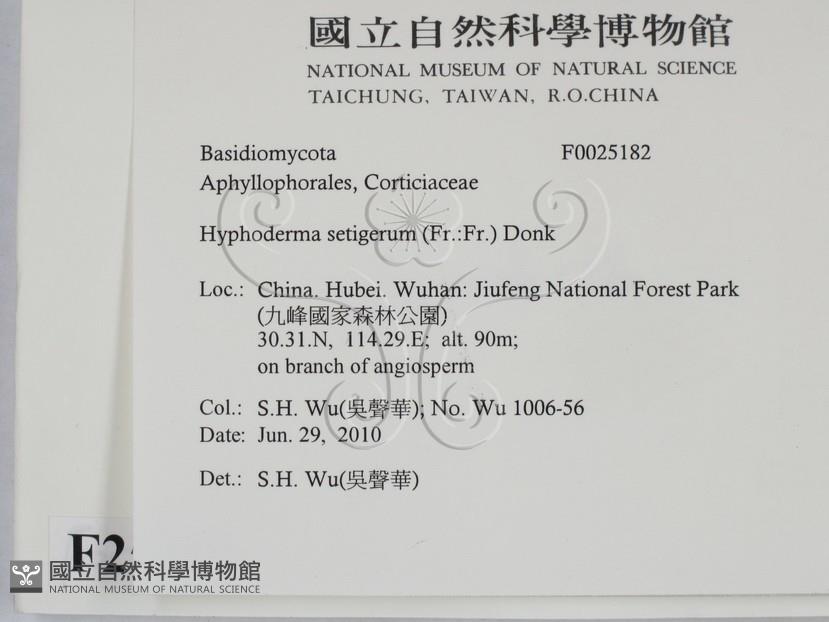 國立自然科學博物館
NATIONAL MUSEUM OF NATURAL SCIENCE
TAICHUNG, TAIWAN, R.O.CHINA
Basidiomycota F0025182
Aphyllophorales, Corticiaceae
Hyphoderma setigerum (Fr.:Fr.) Donk
Loc.: China. Hubei. Wuhan: Jiufeng National Forest Park
(九峰國家森林公園)
30.31.N, 114.29.E; alt. 90m;
on branch of angiosperm
Col.: S.H. Wu(吳聲華); No. Wu 1006-56
Date: Jun. 29, 2010
Det.: S.H. Wu(吳聲華)
F2
國立自然科學博物館
NATIONAL MUSEUM OF NATURAL SCIENCE